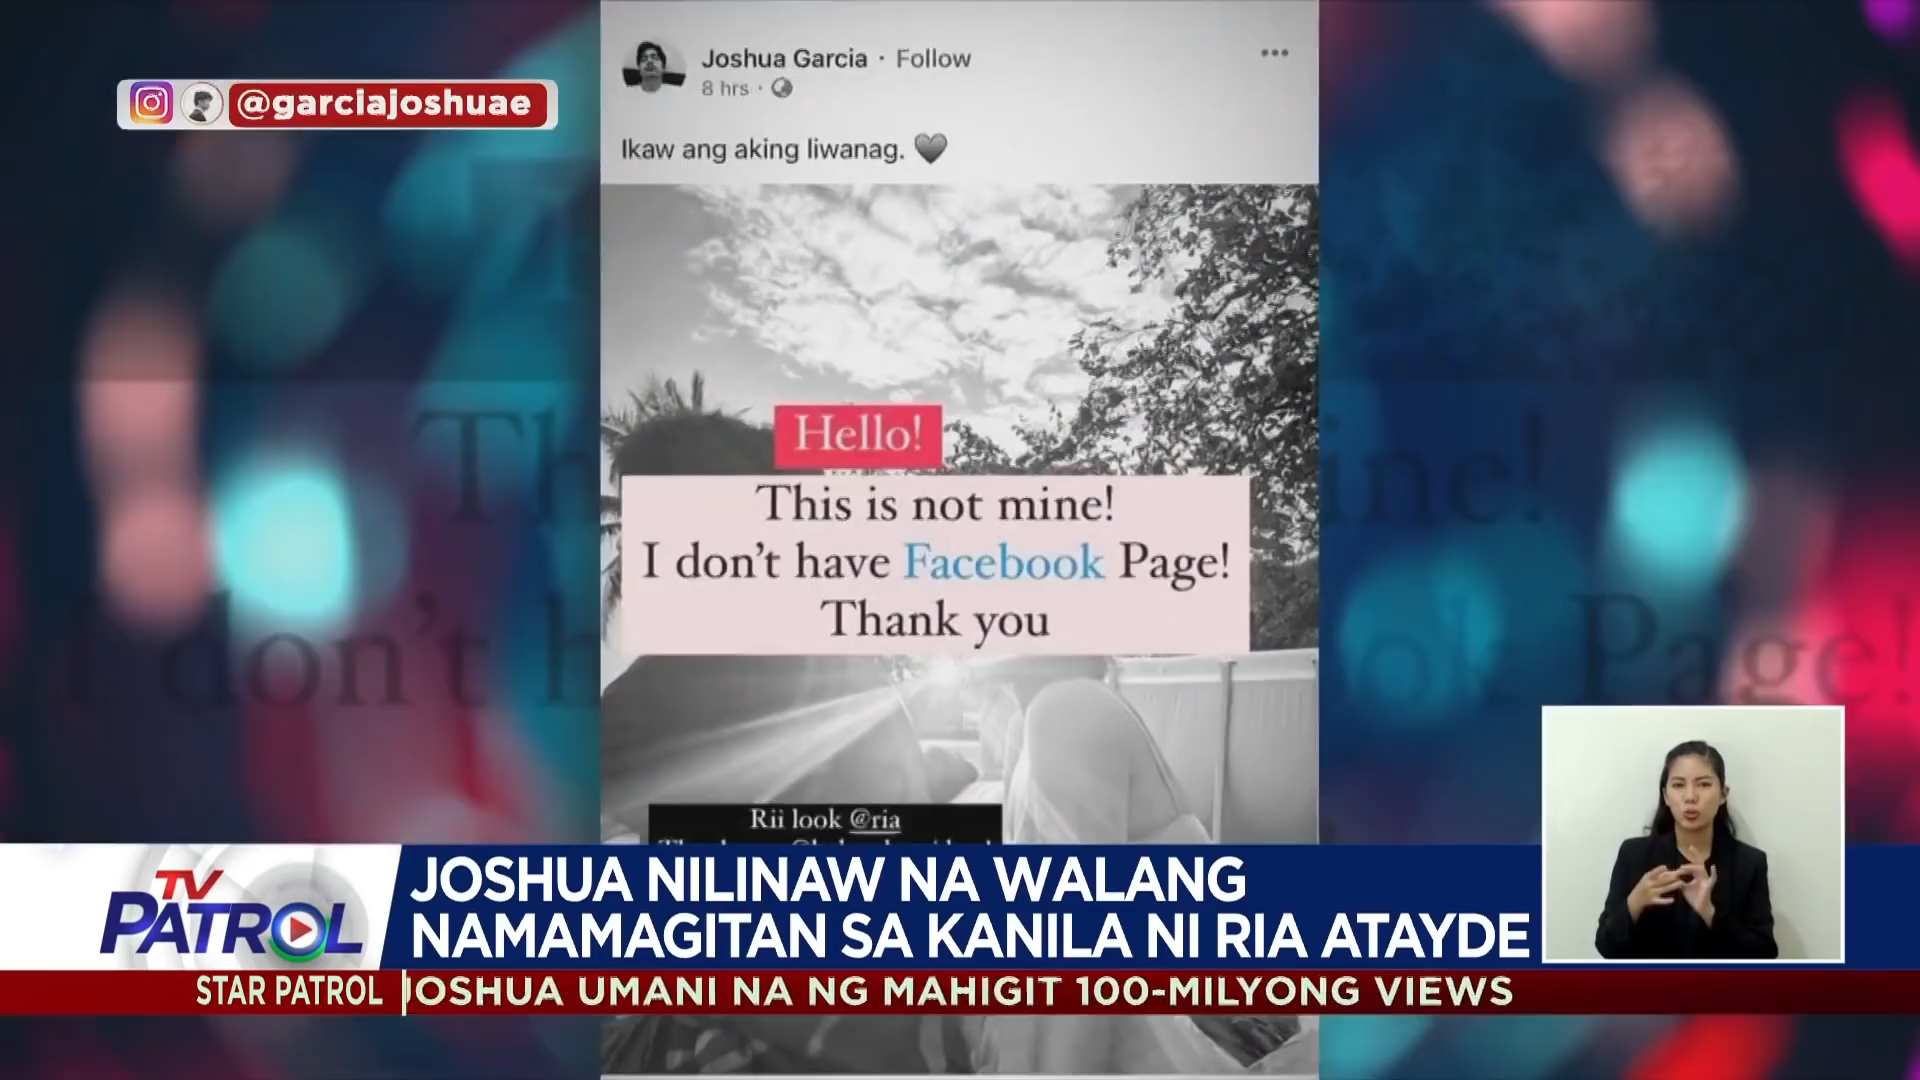 @garciajoshuae
Joshua Garcia · Follow
8 hrs ·
Ikaw ang aking liwanag. 🖤
Hello!
This is not mine!
I don't have Facebook Page!
Thank you
Rii look @ria
TV PATROL
JOSHUA NILINAW NA WALANG
NAMAMAGITAN SA KANILA NI RIA ATAYDE
STAR PATROL
JOSHUA UMANI NA NG MAHIGIT 100-MILYONG VIEWS